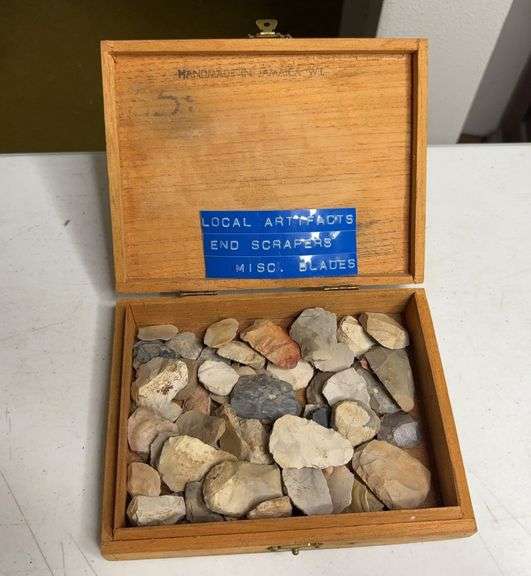 HANDMADE IN JAMAICA W.I.
LOCAL ARTIFACTS
END SCRAPERS
MISC. BLADES